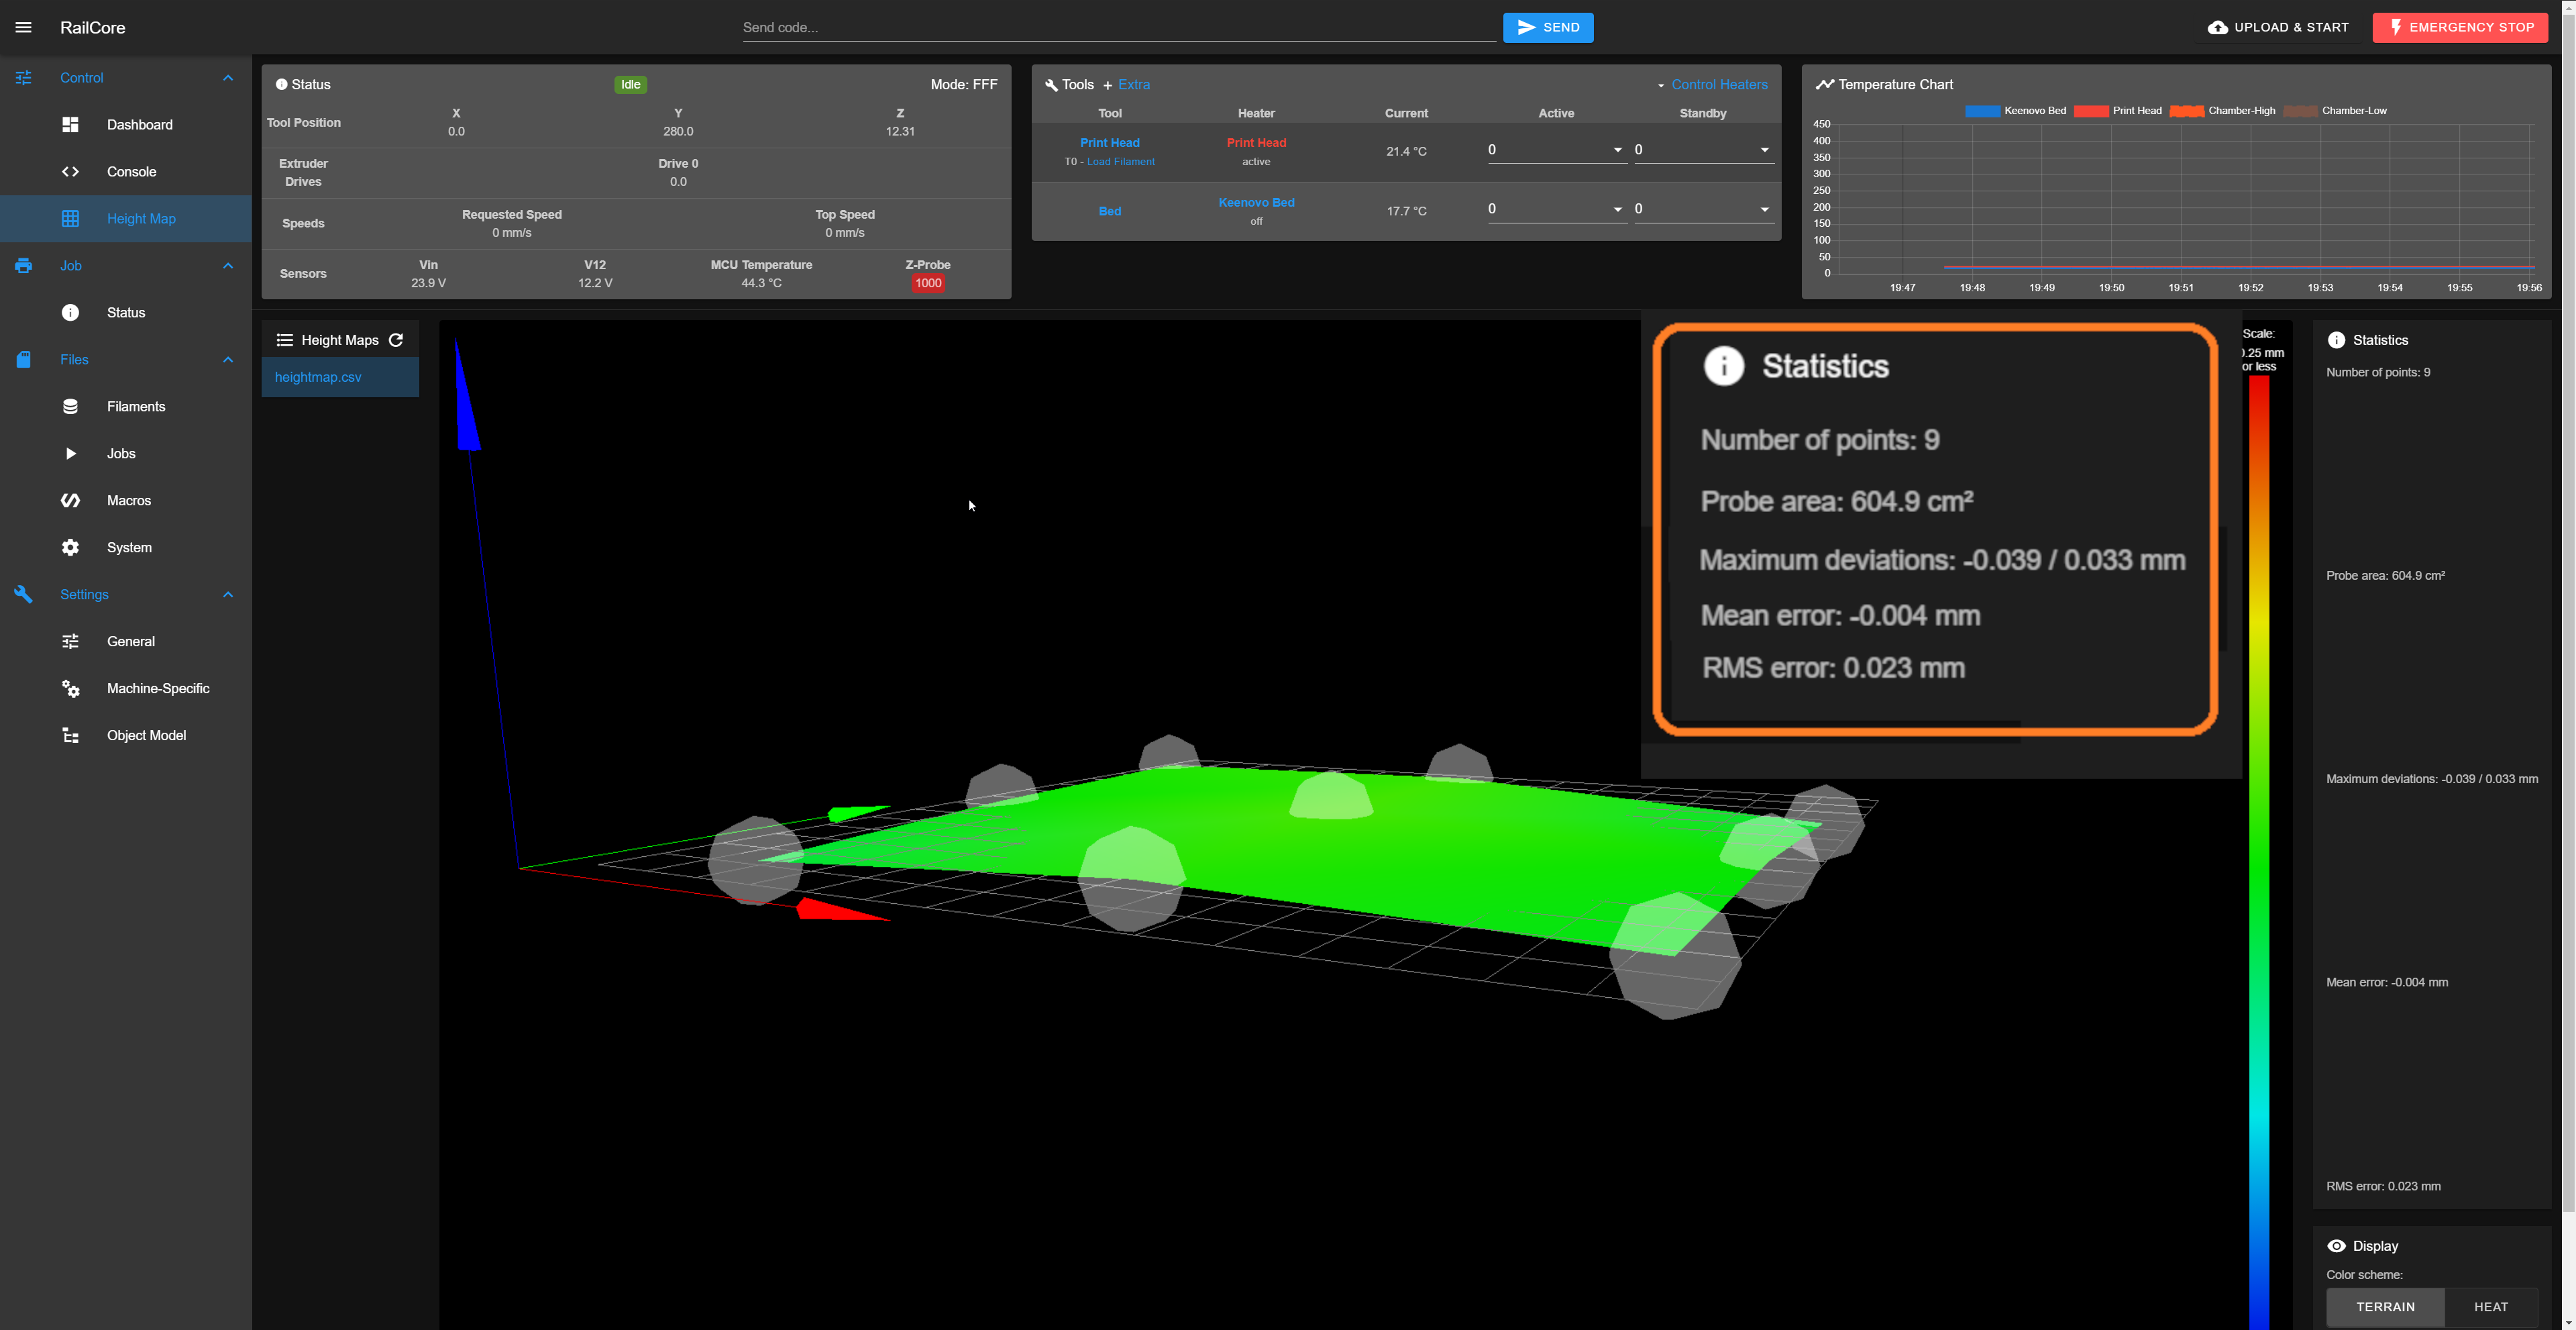 RailCore
Send code...
SEND
UPLOAD & START
EMERGENCY STOP
Control
Dashboard
Console
Height Map
Job
Status
Files
Filaments
Jobs
Macros
System
Settings
General
Machine-Specific
Object Model
Status
Idle
Mode: FFF
Tool Position
X
Y
Z
0.0
280.0
12.31
Extruder
Drives
Drive 0
0.0
Speeds
Requested Speed
Top Speed
0 mm/s
0 mm/s
Sensors
Vin
V12
MCU Temperature
Z-Probe
23.9 V
12.2 V
44.3 °C
1000
Tools + Extra
Control Heaters
Tool Heater Current Active Standby
Print Head
T0 - Load Filament
Print Head
active
21.4 °C
0
0
Bed
Keenovo Bed
off
17.7 °C
0
0
Temperature Chart
Keenovo Bed Print Head Chamber-High Chamber-Low
450
400
350
300
250
200
150
100
50
0
19:47 19:48 19:49 19:50 19:51 19:52 19:53 19:54 19:55 19:56
Height Maps
heightmap.csv
Statistics
Number of points: 9
Probe area: 604.9 cm²
Maximum deviations: -0.039 / 0.033 mm
Mean error: -0.004 mm
RMS error: 0.023 mm
Scale:
.25 mm
or less
Statistics
Number of points: 9
Probe area: 604.9 cm²
Maximum deviations: -0.039 / 0.033 mm
Mean error: -0.004 mm
RMS error: 0.023 mm
Display
Color scheme:
TERRAIN
HEAT